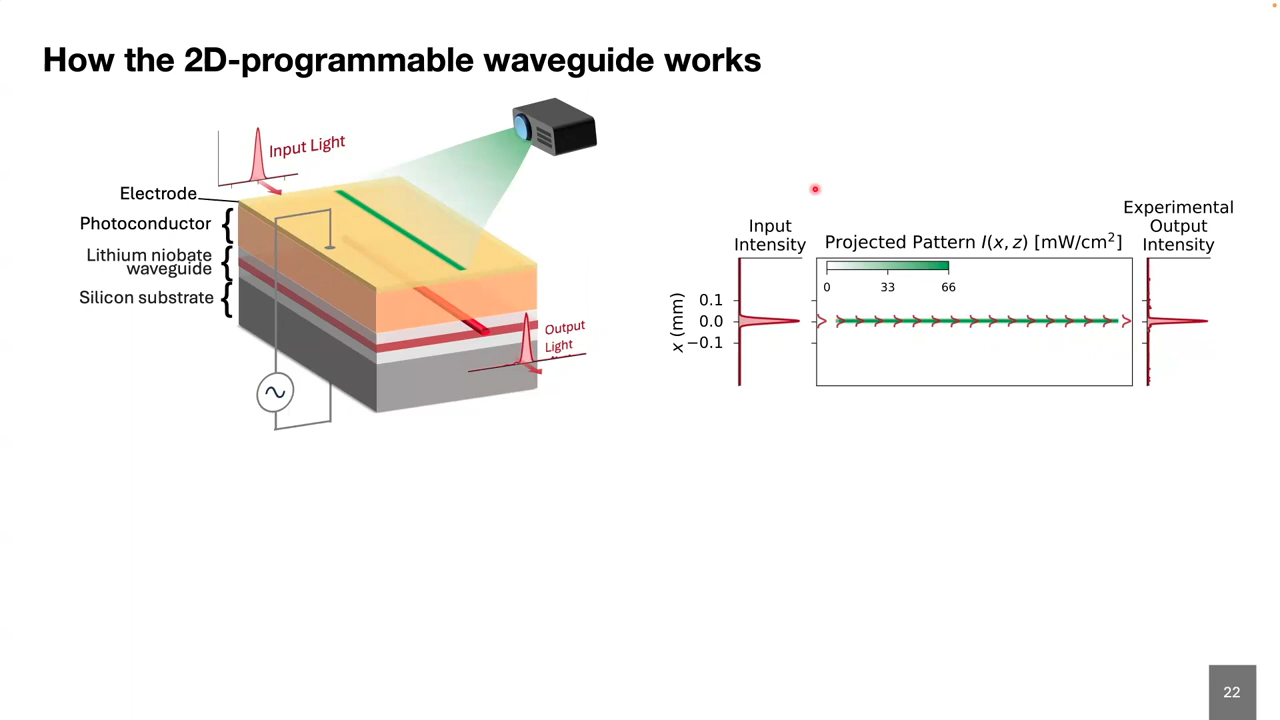 How the 2D-programmable waveguide works
Input Light
Electrode
Photoconductor
Lithium niobate
waveguide
Silicon substrate
Output
Light
Input
Intensity
Projected Pattern I(x, z) [mW/cm²]
Experimental
Output
Intensity
0 33 66
x (mm)
0.1
0.0
−0.1
22